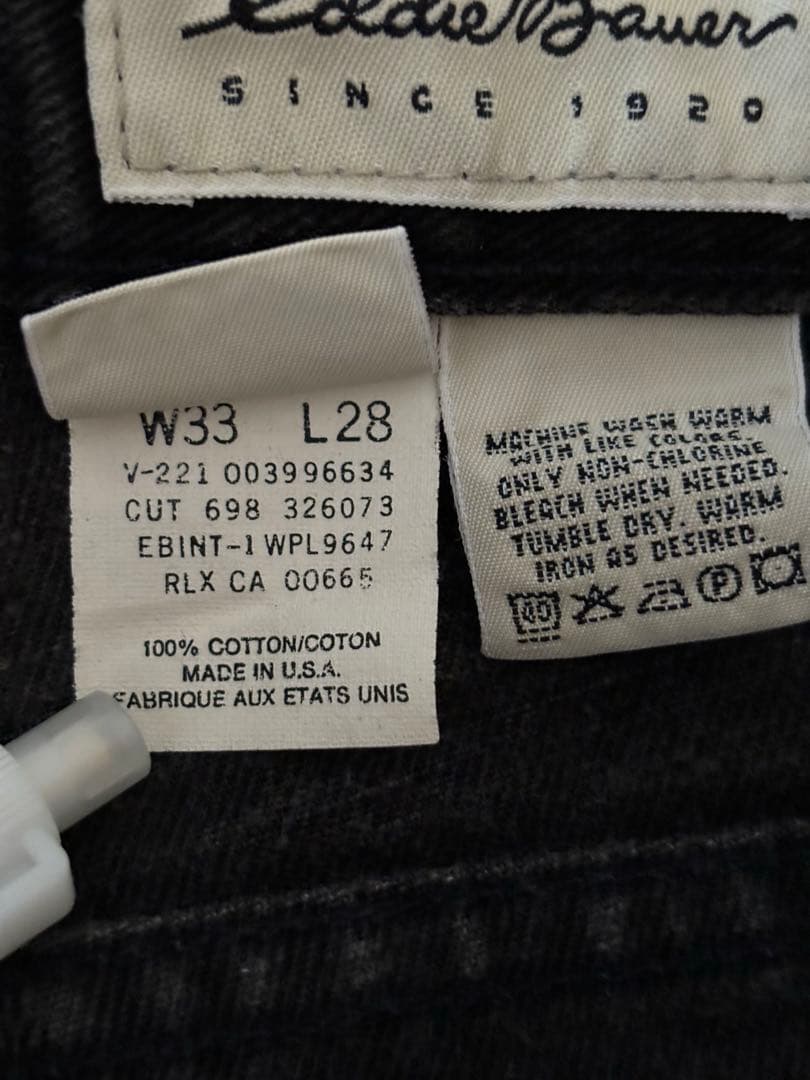 Eddie Bauer
SINCE 1920
W33 L28
V-221 003996634
CUT 698 326073
EBINT-1 WPL9647
RLX CA 00665
100% COTTON/COTON
MADE IN U.S.A.
FABRIQUE AUX ETATS UNIS
MACHINE WASH WARM
WITH LIKE COLORS.
ONLY NON-CHLORINE
BLEACH WHEN NEEDED.
TUMBLE DRY. WARM
IRON AS DESIRED.
40 P